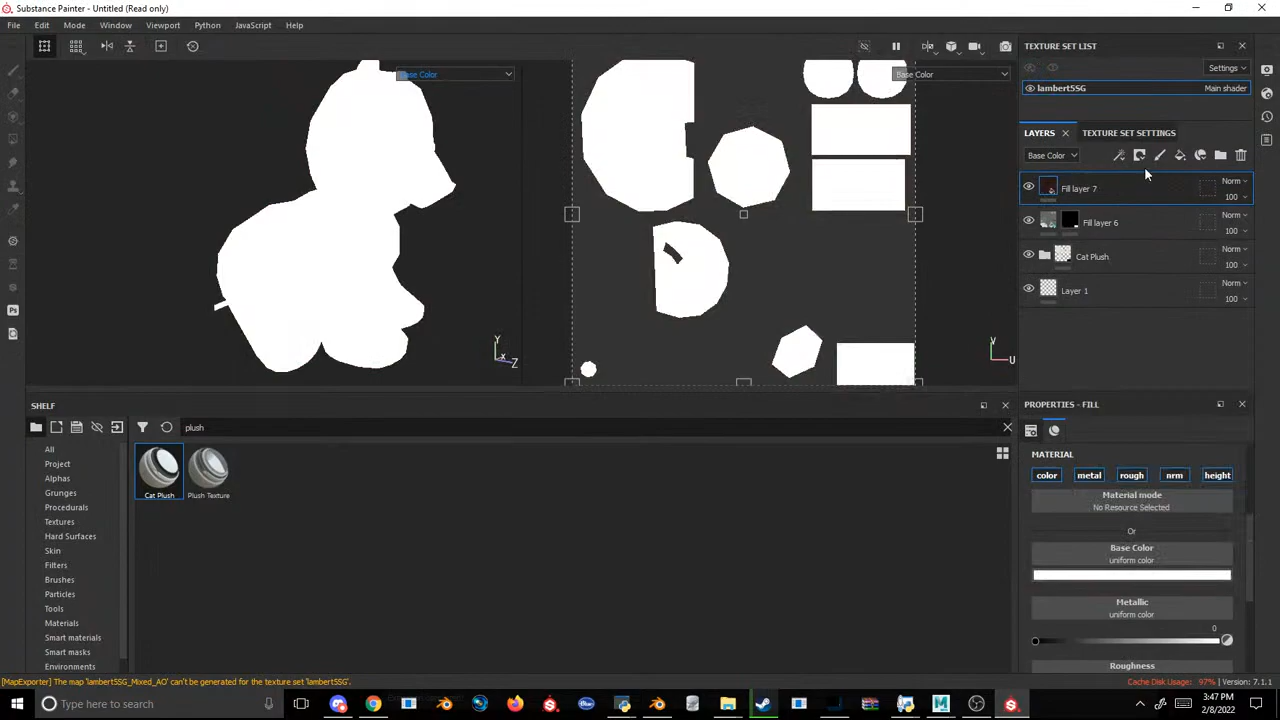 Substance Painter - Untitled (Read only)
File Edit Mode Window Viewport Python JavaScript Help
Base Color
Base Color
Y
Z
V
U
TEXTURE SET LIST
Settings
lambert5SG Main shader
LAYERS TEXTURE SET SETTINGS
Base Color
Fill layer 7 Norm 100
Fill layer 6 Norm 100
Cat Plush Norm 100
Layer 1 Norm 100
SHELF
plush
All
Project
Alphas
Grunges
Procedurals
Textures
Hard Surfaces
Skin
Filters
Brushes
Particles
Tools
Materials
Smart materials
Smart masks
Environments
Cat Plush
Plush Texture
PROPERTIES - FILL
MATERIAL
color metal rough nrm height
Material mode
No Resource Selected
Or
Base Color
uniform color
Metallic
uniform color
0
Roughness
[MapExporter] The map 'lambert5SG_Mixed_AO' can't be generated for the texture set 'lambert5SG'.
Cache Disk Usage: 97% | Version: 7.1.1
Type here to search
3:47 PM
2/8/2022